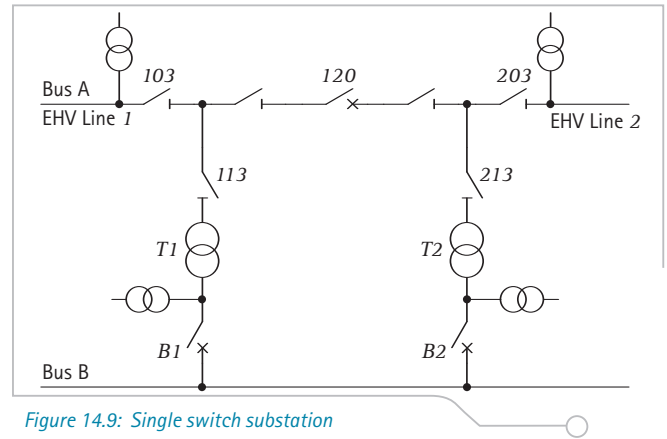 103
120
203
Bus A
EHV Line 1
EHV Line 2
113
213
T1
T2
B1
B2
Bus B
Figure 14.9: Single switch substation